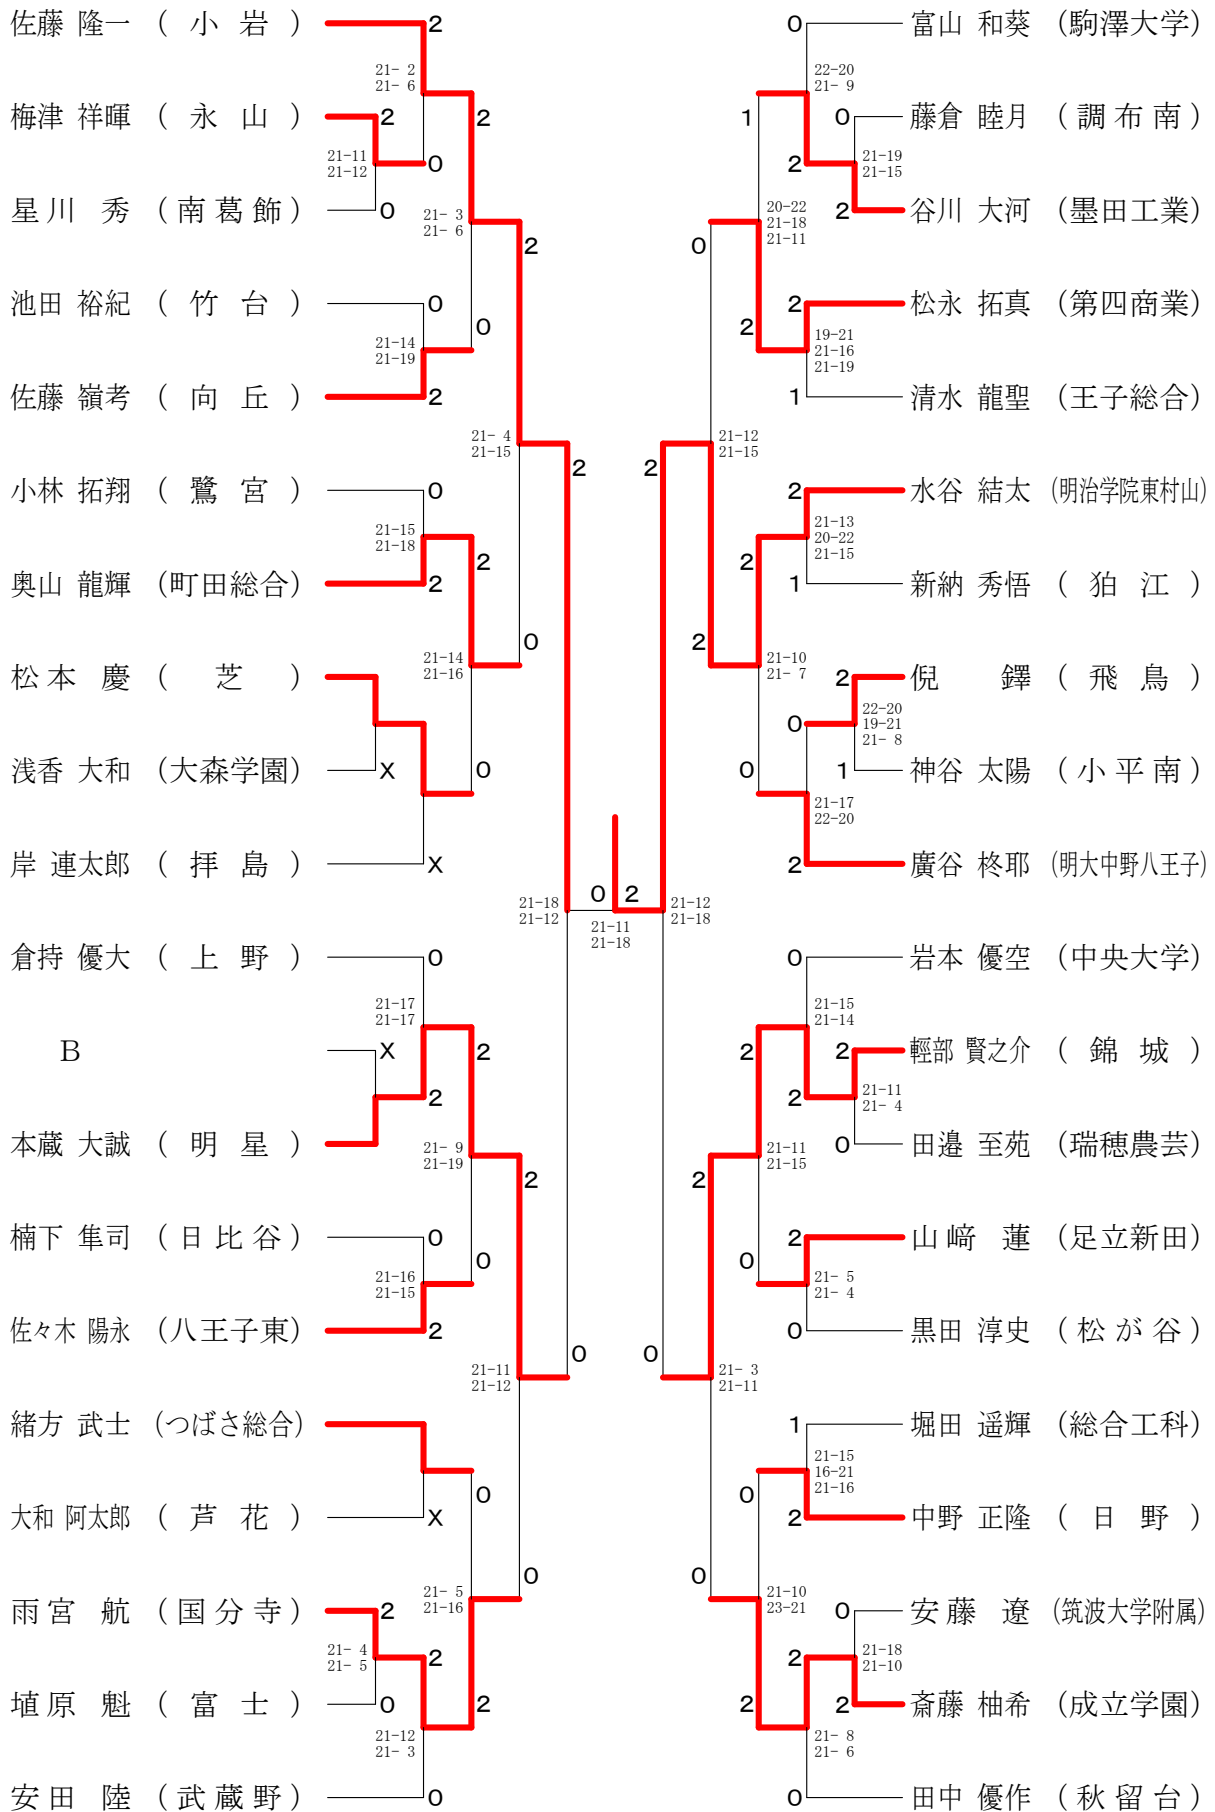 佐藤 隆一 (小岩) 2
21- 2
21- 6
梅津 祥暉 (永山) 2
2
21-11
21-12
0
星川 秀 (南葛飾) 0
21- 3
21- 6
2
池田 裕紀 (竹台) 0
0
21-14
21-19
佐藤 嶺考 (向丘) 2
21- 4
21-15
2
小林 拓翔 (鷺宮) 0
21-15
21-18
2
奥山 龍輝 (町田総合) 2
0
21-14
21-16
松本 慶 (芝)
浅香 大和 (大森学園) X
0
岸 連太郎 (拝島) X
21-18
21-12
0 2
21-11
21-18
倉持 優大 (上野) 0
21-17
21-17
B X
2
2
本蔵 大誠 (明星)
21- 9
21-19
2
楠下 隼司 (日比谷) 0
0
21-16
21-15
佐々木 陽永 (八王子東) 2
0
21-11
21-12
緒方 武士 (つばさ総合)
0
大和 阿太郎 (芦花) X
0
21- 5
21-16
雨宮 航 (国分寺) 2
21- 4
21- 5
2
埴原 魁 (富士) 0
2
21-12
21- 3
安田 陸 (武蔵野) 0
0 富山 和葵 (駒澤大学)
22-20
21- 9
1
0 藤倉 睦月 (調布南)
2
21-19
21-15
2 谷川 大河 (墨田工業)
20-22
21-18
21-11
0
2 松永 拓真 (第四商業)
2
19-21
21-16
21-19
1 清水 龍聖 (王子総合)
21-12
21-15
2
2 水谷 結太 (明治学院東村山)
21-13
20-22
21-15
2
1 新納 秀悟 (狛江)
2
21-10
21- 7
2 倪 鐸 (飛鳥)
0
22-20
19-21
21- 8
0
1 神谷 太陽 (小平南)
21-17
22-20
2 廣谷 柊耶 (明大中野八王子)
21-12
21-18
0 岩本 優空 (中央大学)
21-15
21-14
2
2 輕部 賢之介 (錦城)
2
21-11
21- 4
0 田邉 至苑 (瑞穂農芸)
21-11
21-15
2
2 山﨑 蓮 (足立新田)
0
21- 5
21- 4
0 黒田 淳史 (松が谷)
0
21- 3
21-11
1 堀田 遥輝 (総合工科)
21-15
16-21
21-16
0
2 中野 正隆 (日野)
0
21-10
23-21
0 安藤 遼 (筑波大学附属)
2
21-18
21-10
2
2 斎藤 柚希 (成立学園)
21- 8
21- 6
0 田中 優作 (秋留台)